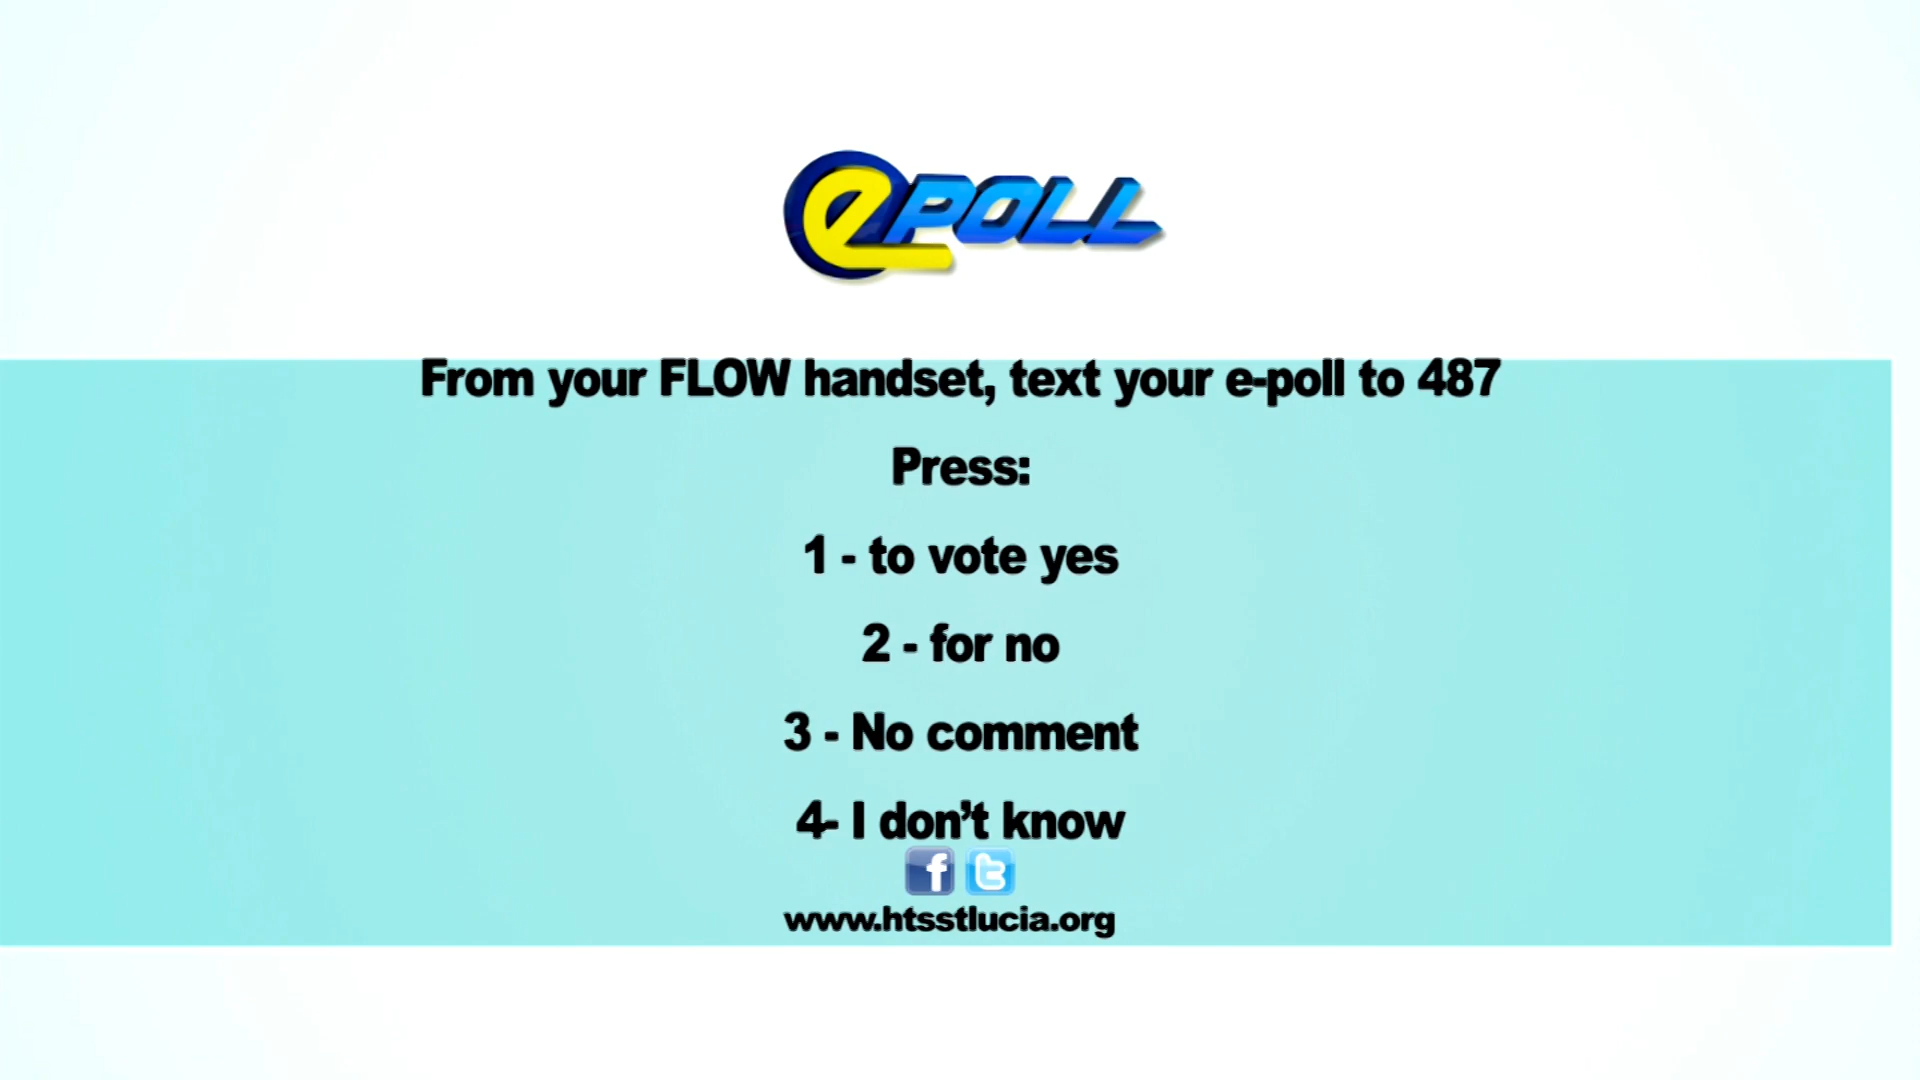 ePOLL
From your FLOW handset, text your e-poll to 487
Press:
1 - to vote yes
2 - for no
3 - No comment
4- I don't know
f t
www.htsstlucia.org